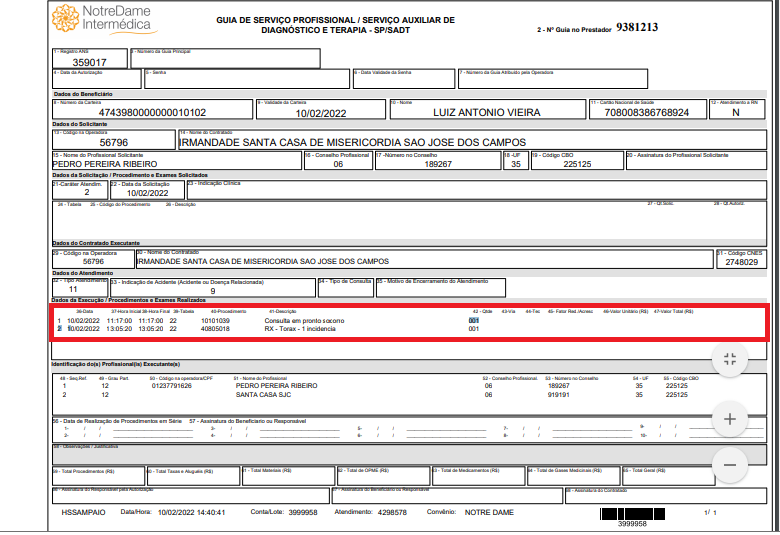 NotreDame
Intermédica
GUIA DE SERVIÇO PROFISSIONAL / SERVIÇO AUXILIAR DE
DIAGNÓSTICO E TERAPIA - SP/SADT
2 - Nº Guia no Prestador 9381213
1 - Registro ANS 3 - Número da Guia Principal
359017
4 - Data da Autorização 5 - Senha 6 - Data Validade da Senha 7 - Número da Guia Atribuído pela Operadora
Dados do Beneficiário
8 - Número da Carteira 9 - Validade da Carteira 10 - Nome 11 - Cartão Nacional de Saúde 12 - Atendimento a RN
4743980000000010102 10/02/2022 LUIZ ANTONIO VIEIRA 708008386768924 N
Dados do Solicitante
13 - Código na Operadora 14 - Nome do Contratado
56796 IRMANDADE SANTA CASA DE MISERICORDIA SAO JOSE DOS CAMPOS
15 - Nome do Profissional Solicitante 16 - Conselho Profissional 17 -Número no Conselho 18 -UF 19 - Código CBO 20 - Assinatura do Profissional Solicitante
PEDRO PEREIRA RIBEIRO 06 189267 35 225125
Dados da Solicitação / Procedimento e Exames Solicitados
21-Caráter Atendim. 22 - Data da Solicitação 23 - Indicação Clínica
2 10/02/2022
24 - Tabela 25 - Código do Procedimento 26 - Descrição 27 - Qt.Solic. 28 - Qt.Autoriz.
Dados do Contratado Executante
29 - Código na Operadora 30 - Nome do Contratado 31 - Código CNES
56796 IRMANDADE SANTA CASA DE MISERICORDIA SAO JOSE DOS CAMPOS 2748029
Dados do Atendimento
32 - Tipo Atendimento 33 - Indicação de Acidente (Acidente ou Doença Relacionada) 34 - Tipo de Consulta 35 - Motivo de Encerramento do Atendimento
11 9
Dados da Execução / Procedimentos e Exames Realizados
36-Data 37-Hora Inicial 38-Hora Final 39-Tabela 40-Procedimento 41-Descrição 42 - Qtde 43-Via 44-Tec 45- Fator Red./Acresc 46-Valor Unitário (R$) 47-Valor Total (R$)
1 10/02/2022 11:17:00 11:17:00 22 10101039 Consulta em pronto socorro 001
2 10/02/2022 13:05:20 13:05:20 22 40805018 RX - Torax - 1 incidencia 001
Identificação do(s) Profissional(is) Executante(s)
48 - Seq.Ref. 49 - Grau. Part. 50 - Código na operadora/CPF 51 - Nome do Profissional 52 - Conselho Profissional 53 - Número no Conselho 54 - UF 55 - Código CBO
1 12 01237791626 PEDRO PEREIRA RIBEIRO 06 189267 35 225125
2 12 SANTA CASA SJC 06 919191 35 225125
56 - Data de Realização de Procedimentos em Série 57 - Assinatura do Beneficiário ou Responsável
1- / / 3- / / 5- / / 7- / / 9- / /
2- / / 4- / / 6- / / 8- / / 10- / /
58 - Observações / Justificativa
59 - Total Procedimentos (R$) 60 - Total Taxas e Aluguéis (R$) 61 - Total Materiais (R$) 62 - Total de OPME (R$) 63 - Total de Medicamentos (R$) 64 - Total de Gases Medicinais (R$) 65 - Total Geral (R$)
66 - Assinatura do Responsável pela Autorização 67 - Assinatura do Beneficiário ou Responsável 68 - Assinatura do Contratado
HSSAMPAIO Data/Hora: 10/02/2022 14:40:41 Conta/Lote: 3999958 Atendimento: 4298578 Convênio: NOTRE DAME 1/ 1
3999958